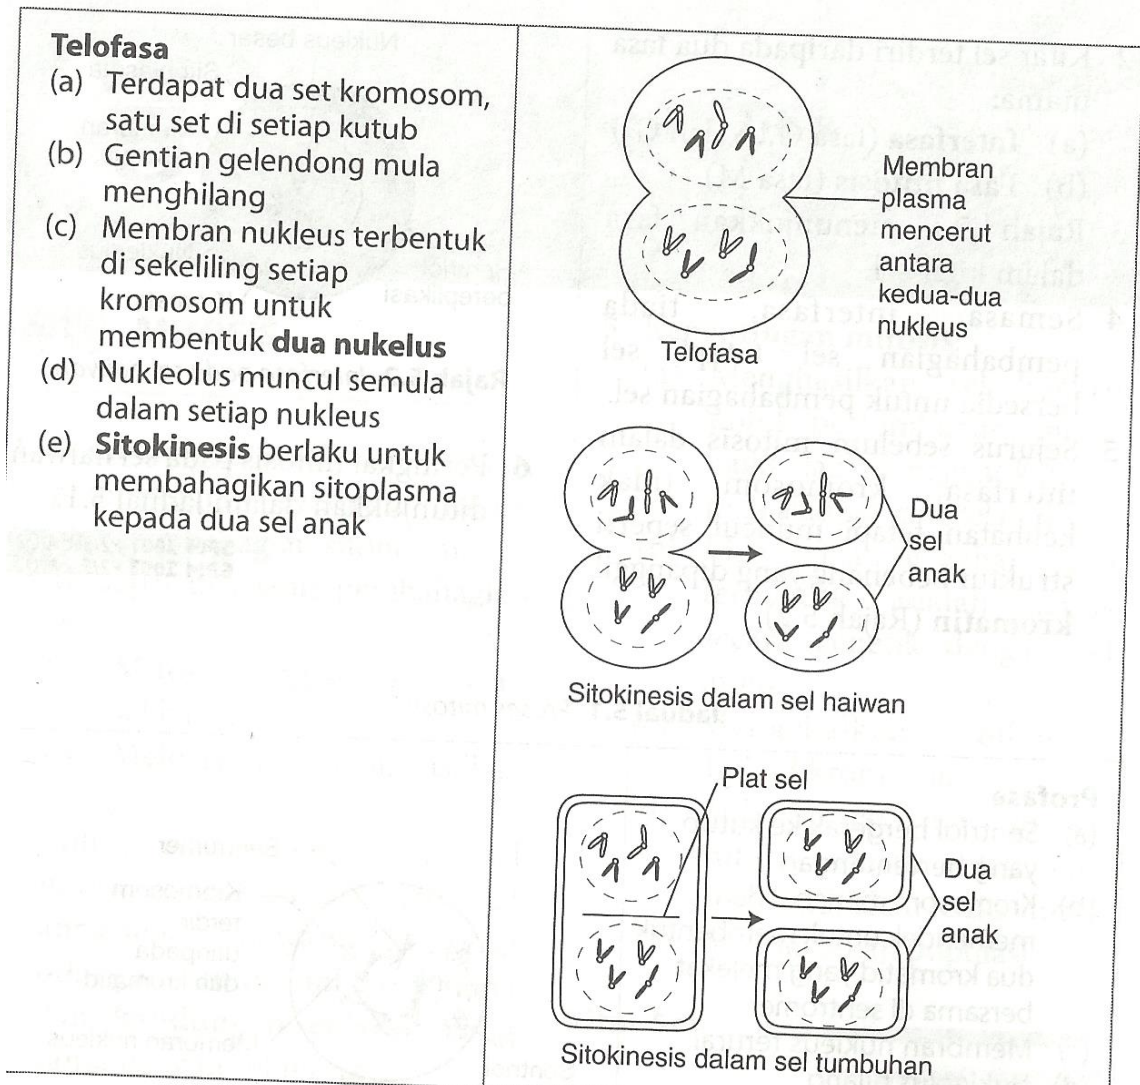 Telofasa
(a) Terdapat dua set kromosom,
satu set di setiap kutub
(b) Gentian gelendong mula
menghilang
(c) Membran nukleus terbentuk
di sekeliling setiap
kromosom untuk
membentuk dua nukelus
(d) Nukleolus muncul semula
dalam setiap nukleus
(e) Sitokinesis berlaku untuk
membahagikan sitoplasma
kepada dua sel anak
Membran
plasma
mencerut
antara
kedua-dua
nukleus
Telofasa
Dua
sel
anak
Sitokinesis dalam sel haiwan
Plat sel
Dua
sel
anak
Sitokinesis dalam sel tumbuhan